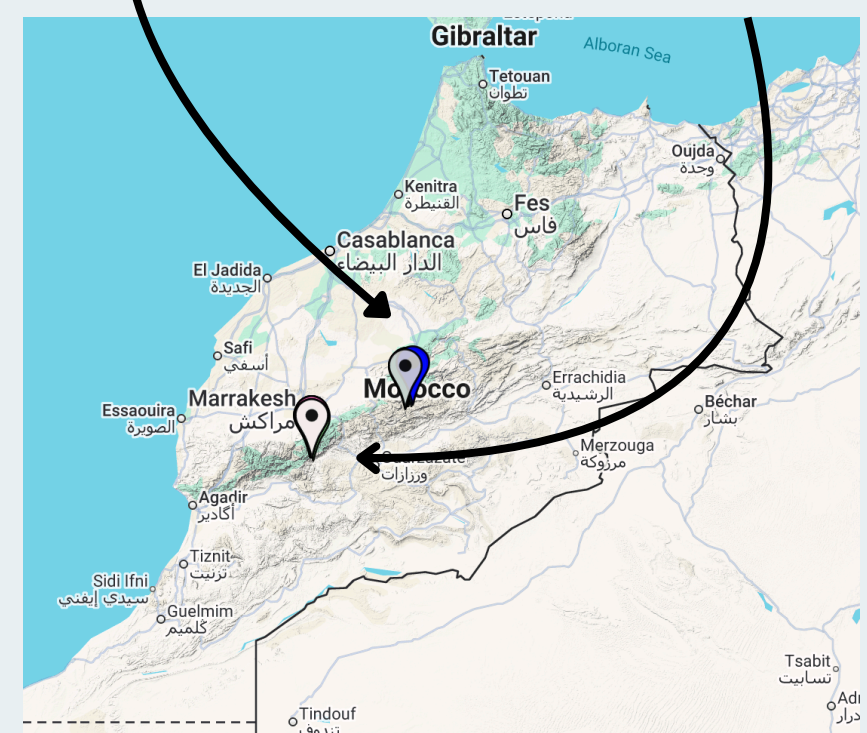 Gibraltar
Alboran Sea
Tetouan
تطوان
Oujda
وجدة
Kenitra
القنيطرة
Fes
فاس
Casablanca
الدار البيضاء
El Jadida
الجديدة
Safi
أسفي
Morocco
Marrakesh
مراكش
Errachidia
الرشيدية
Essaouira
الصويرة
Béchar
بشار
Merzouga
مرزوكة
ورزازات
Agadir
أكادير
Tiznit
تزنيت
Sidi Ifni
سيدي إيفني
Guelmim
كلميم
Tsabit
تسابيت
Tindouf
تندوف